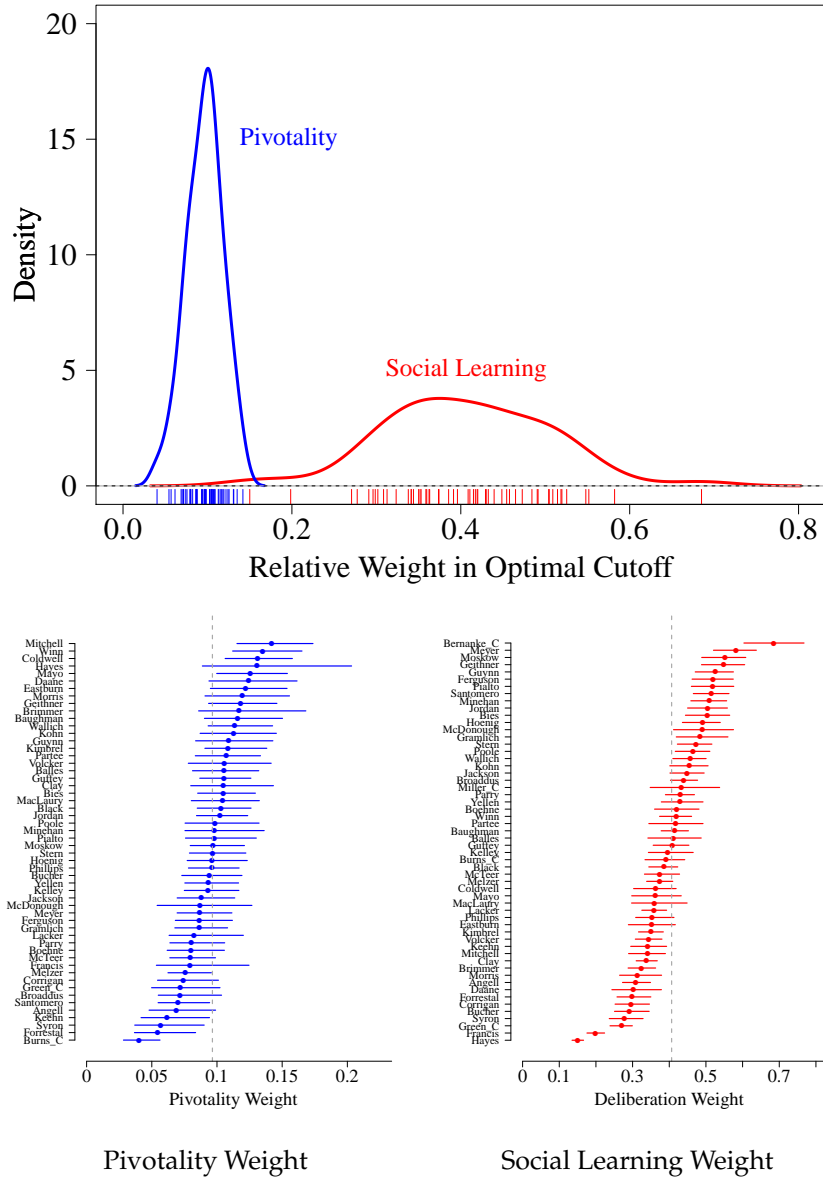 20
Pivotality
15
Density
10
Social Learning
5
0
0.0 0.2 0.4 0.6 0.8
Relative Weight in Optimal Cutoff
Mitchell
Winn
Coldwell
Hayes
Mayo
Daane
Eastburn
Morris
Geithner
Brimmer
Baughman
Wallich
Kohn
Guynn
Kimbrel
Partee
Volcker
Balles
Guffey
Clay
Bies
MacLaury
Black
Jordan
Poole
Minehan
Pialto
Moskow
Stern
Hoenig
Phillips
Bucher
Yellen
Kelley
Jackson
McDonough
Meyer
Ferguson
Gramlich
Lacker
Parry
Boehne
McTeer
Francis
Melzer
Corrigan
Green_C
Broaddus
Santomero
Angell
Keehn
Syron
Forrestal
Burns_C
0 0.05 0.1 0.15 0.2
Pivotality Weight
Bernanke_C
Meyer
Moskow
Geithner
Guynn
Ferguson
Pialto
Santomero
Minehan
Jordan
Bies
Hoenig
McDonough
Gramlich
Stern
Poole
Wallich
Kohn
Jackson
Broaddus
Miller_C
Parry
Yellen
Boehne
Winn
Partee
Baughman
Balles
Guffey
Kelley
Burns_C
Black
McTeer
Melzer
Coldwell
Mayo
MacLaury
Lacker
Phillips
Eastburn
Kimbrel
Volcker
Keehn
Mitchell
Clay
Brimmer
Morris
Angell
Daane
Forrestal
Corrigan
Bucher
Syron
Green_C
Francis
Hayes
0 0.1 0.3 0.5 0.7
Deliberation Weight
Pivotality Weight
Social Learning Weight